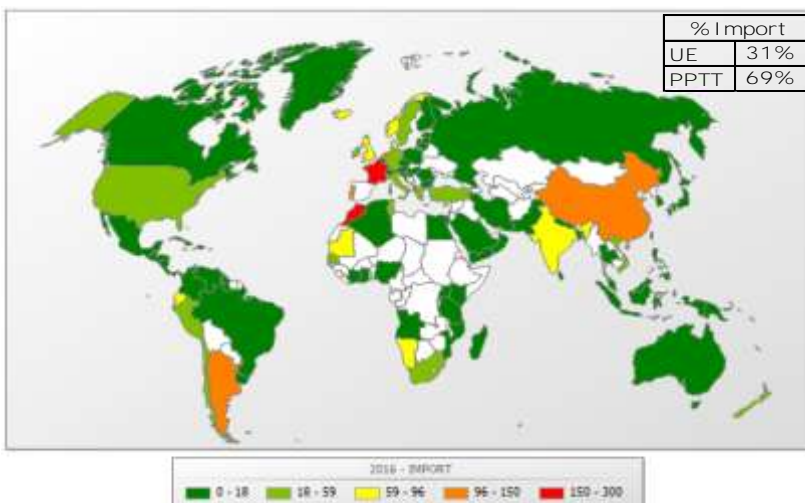 % Import
UE 31%
PPTT 69%
2016 - IMPORT
0 - 18 18 - 59 59 - 96 96 - 150 150 - 300